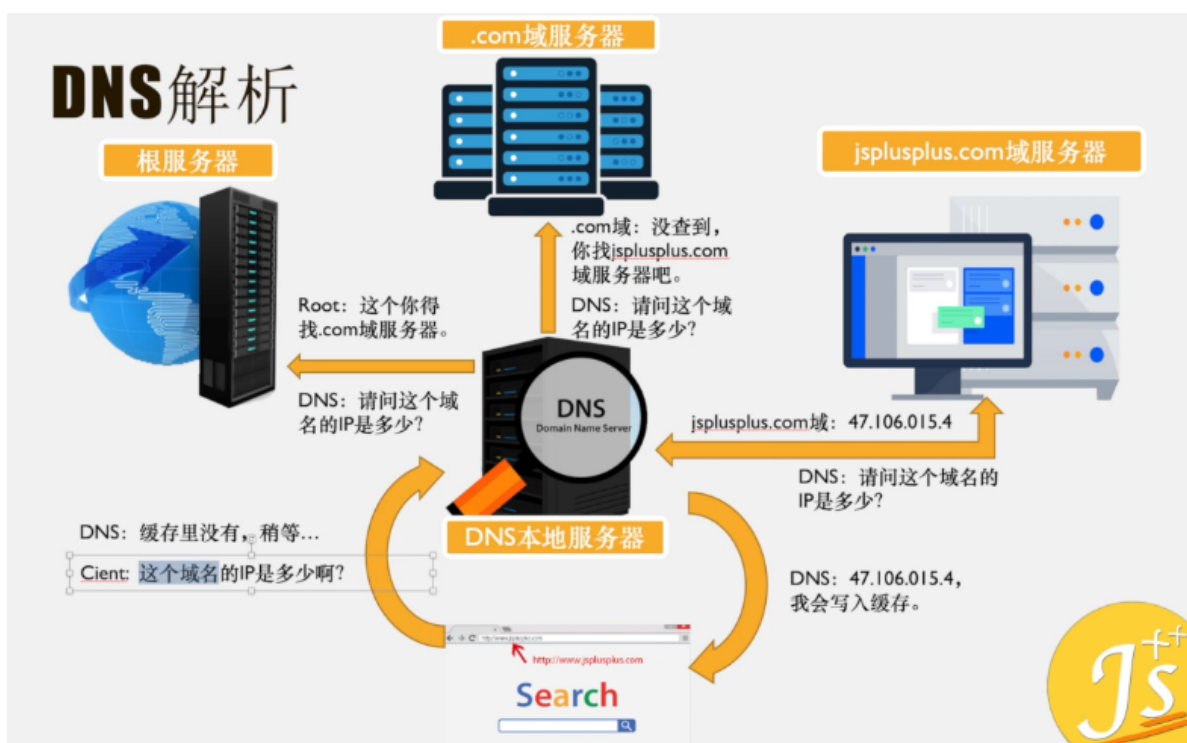 DNS解析
.com域服务器
根服务器
jsplusplus.com域服务器
.com域：没查到，
你找jsplusplus.com
域服务器吧。
DNS：请问这个域
名的IP是多少？
Root：这个你得
找.com域服务器。
DNS：请问这个域
名的IP是多少？
DNS
Domain Name Server
jsplusplus.com域：47.106.015.4
DNS：请问这个域名的
IP是多少？
DNS本地服务器
DNS：缓存里没有，稍等...
Cient: 这个域名的IP是多少啊？
DNS：47.106.015.4，
我会写入缓存。
http://www.jsplusplus.com
Search
Js++